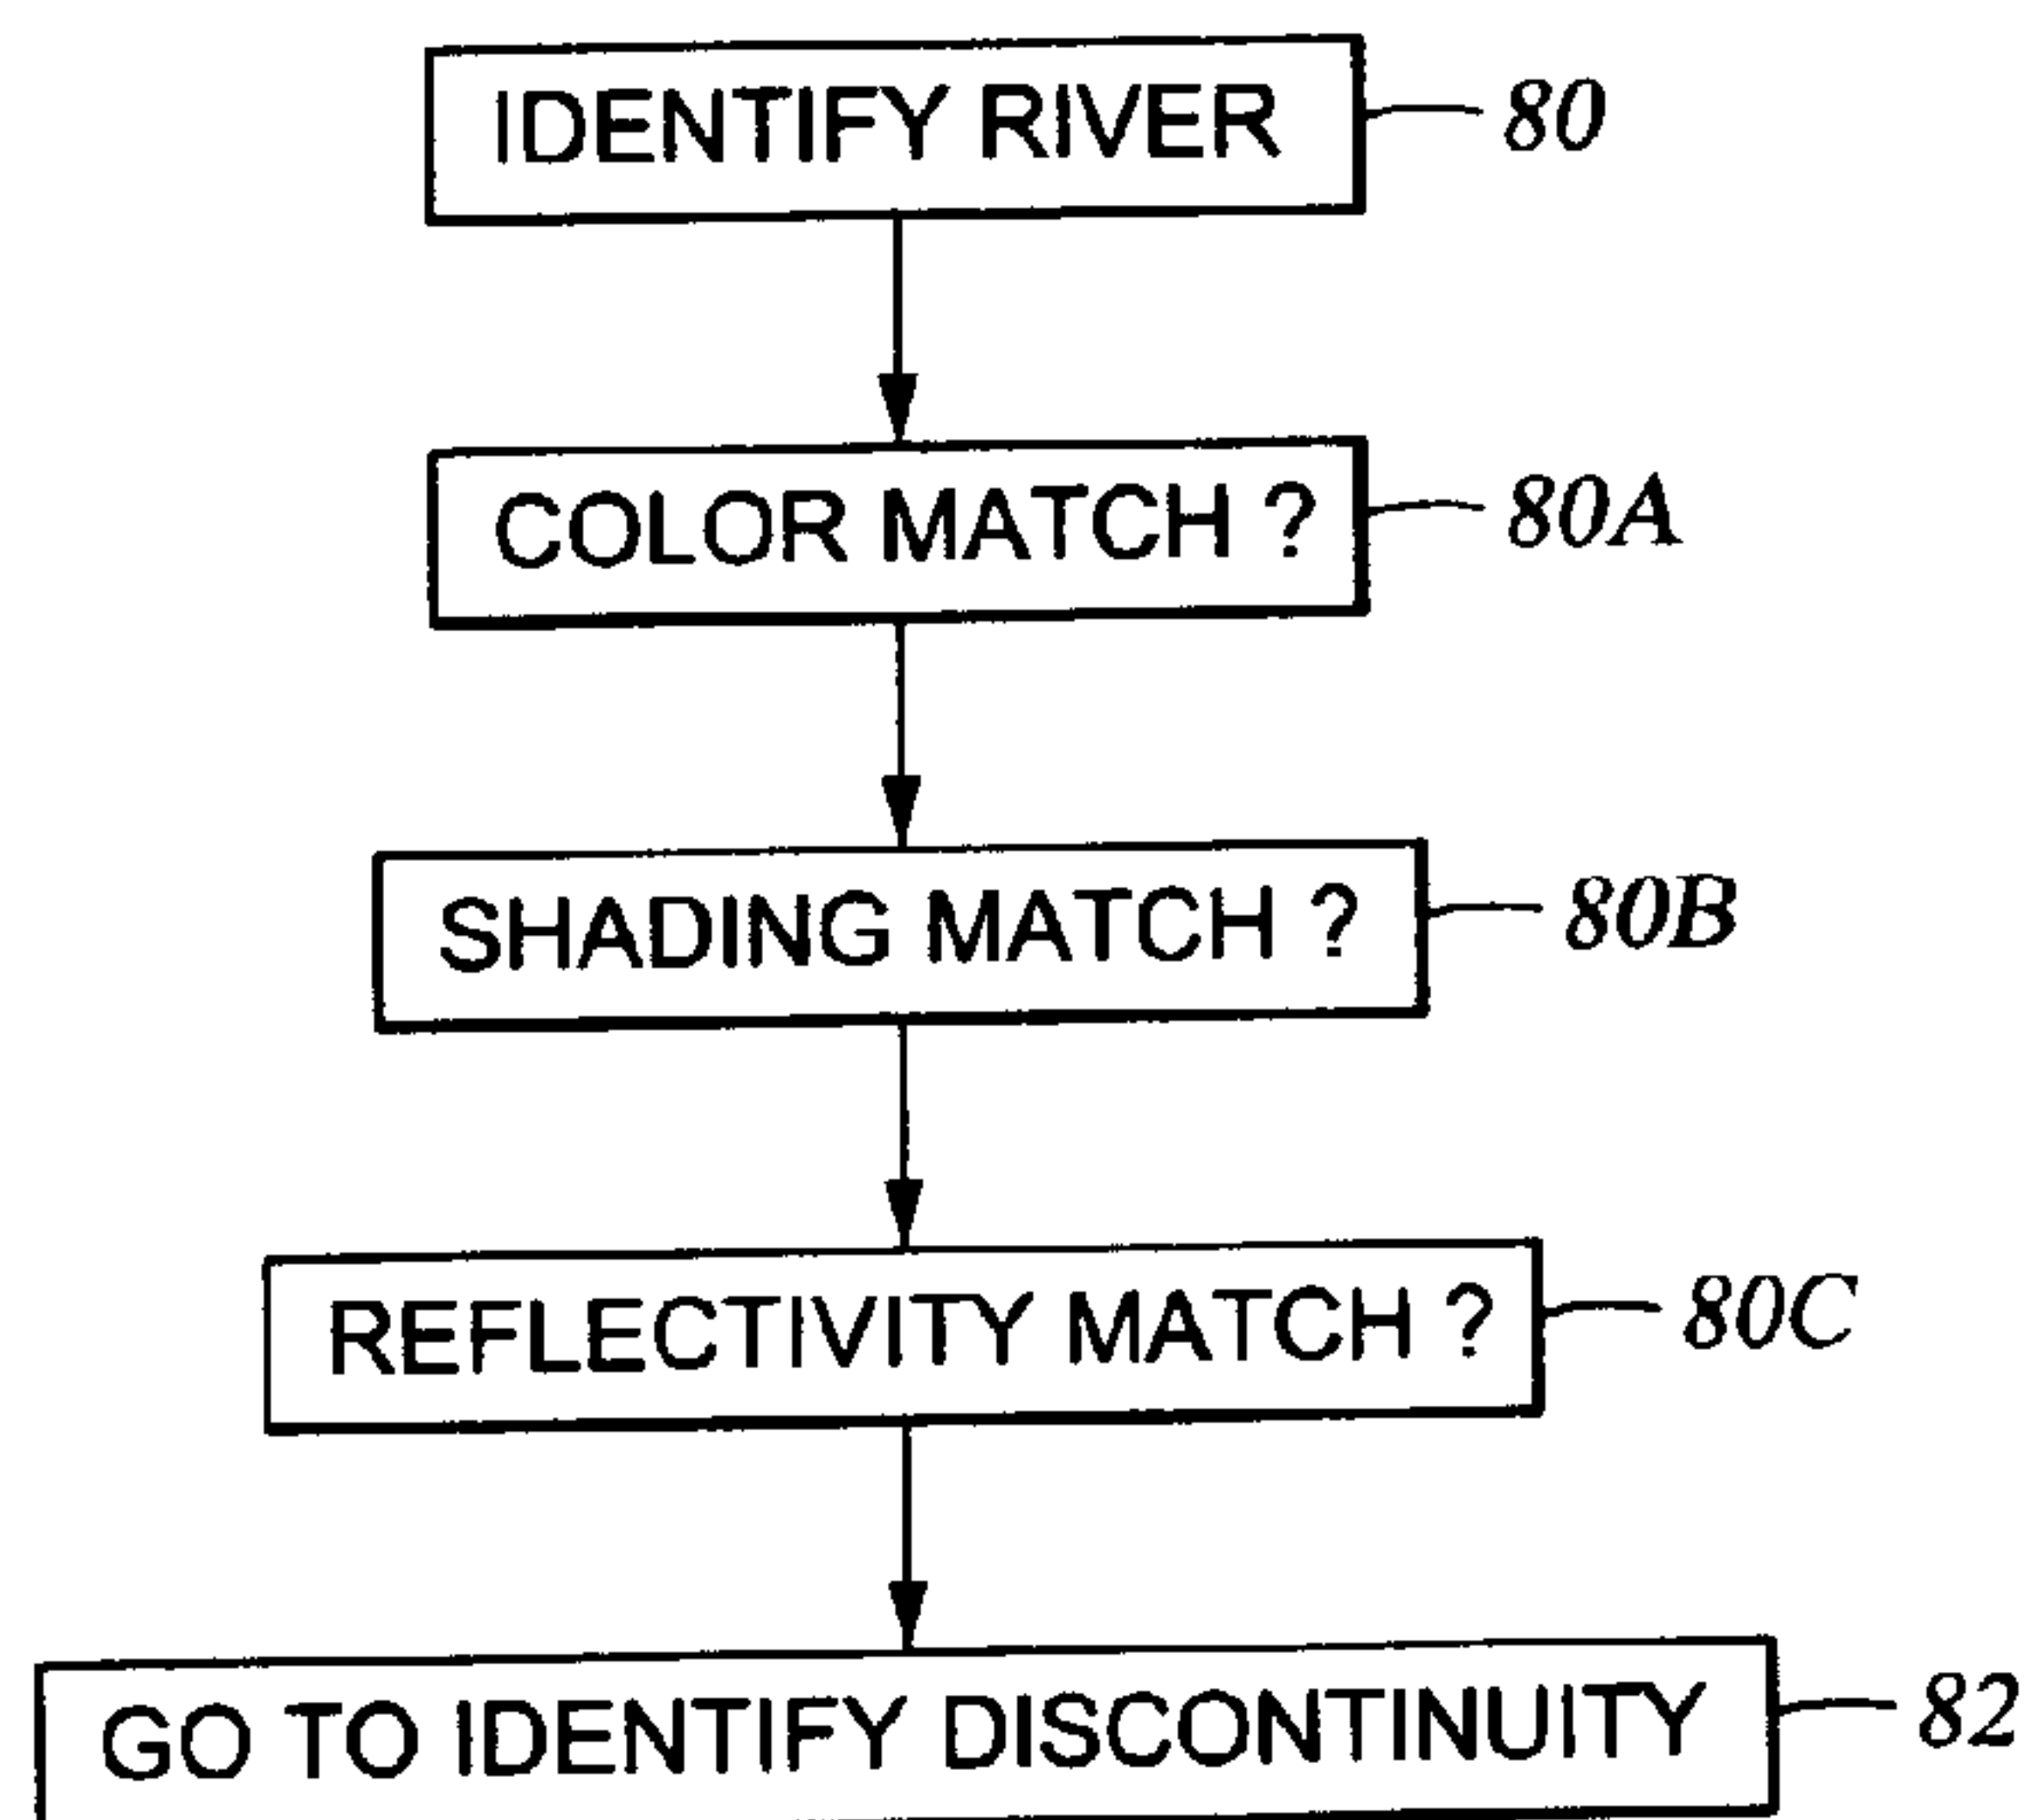 IDENTIFY RIVER 80
COLOR MATCH ? 80A
SHADING MATCH ? 80B
REFLECTIVITY MATCH ? 80C
GO TO IDENTIFY DISCONTINUITY 82